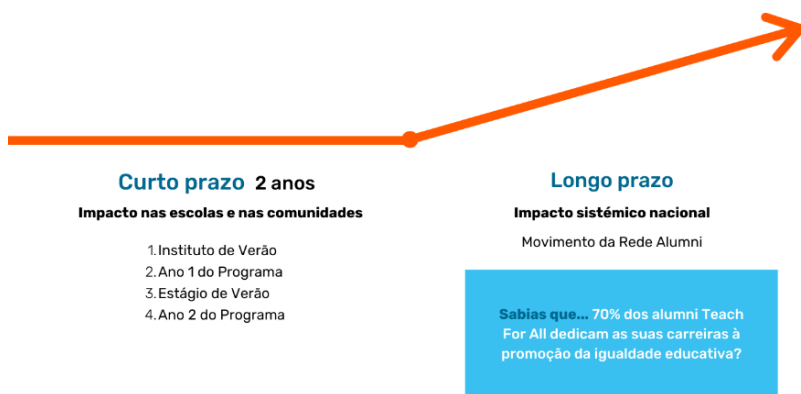 Curto prazo 2 anos
Impacto nas escolas e nas comunidades
1. Instituto de Verão
2. Ano 1 do Programa
3. Estágio de Verão
4. Ano 2 do Programa
Longo prazo
Impacto sistémico nacional
Movimento da Rede Alumni
Sabias que... 70% dos alumni Teach
For All dedicam as suas carreiras à
promoção da igualdade educativa?